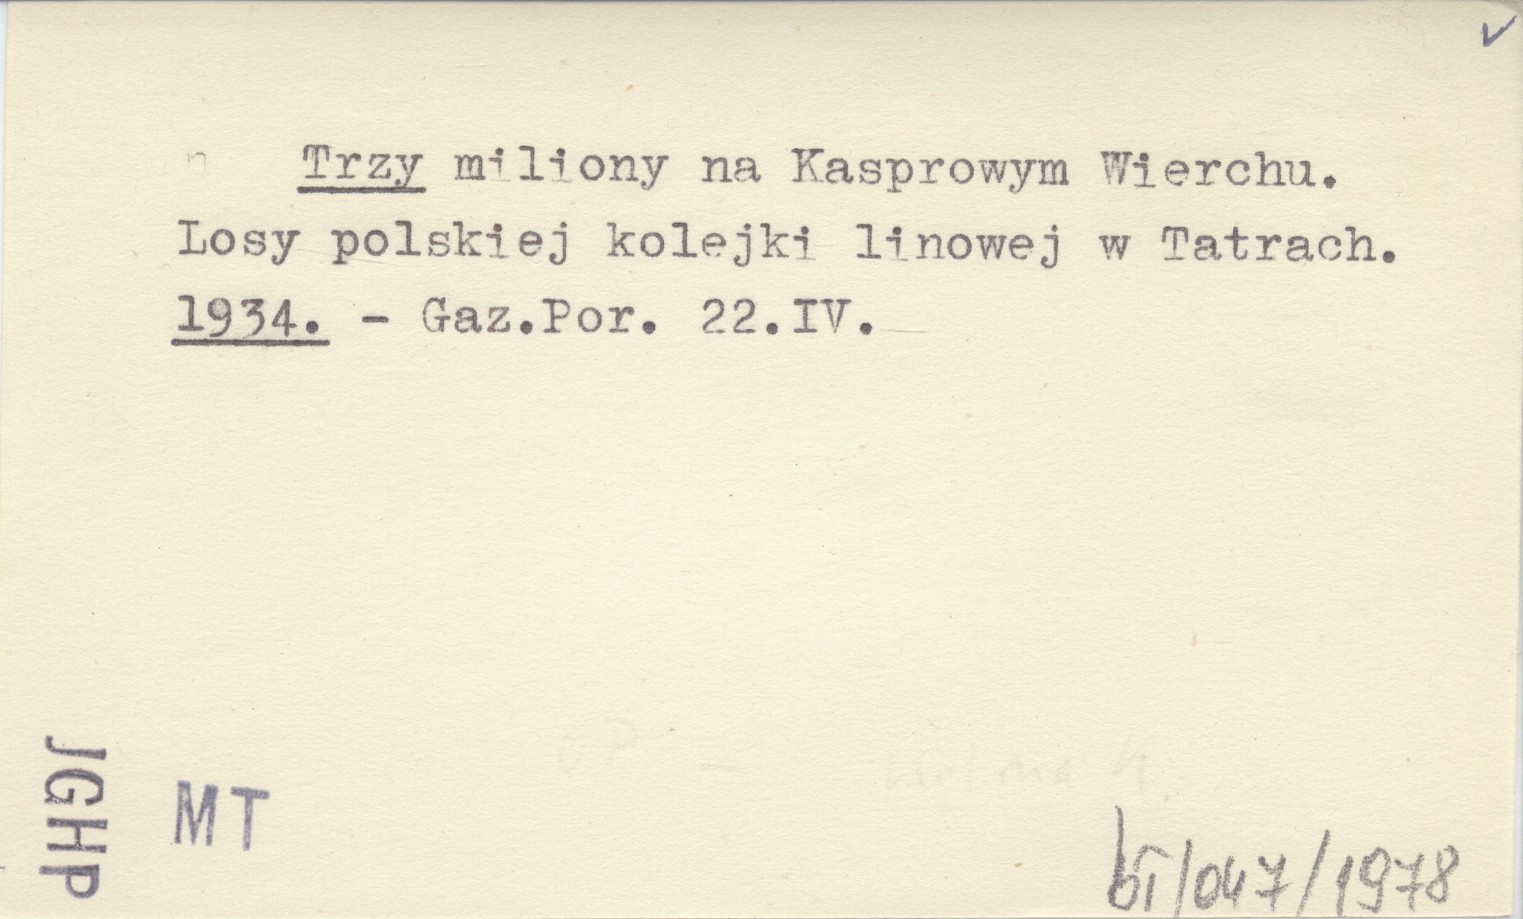 Trzy miliony na Kasprowym Wierchu.
Losy polskiej kolejki linowej w Tatrach.
1934. - Gaz.Por. 22.IV.
JGHP
MT
/047/1978